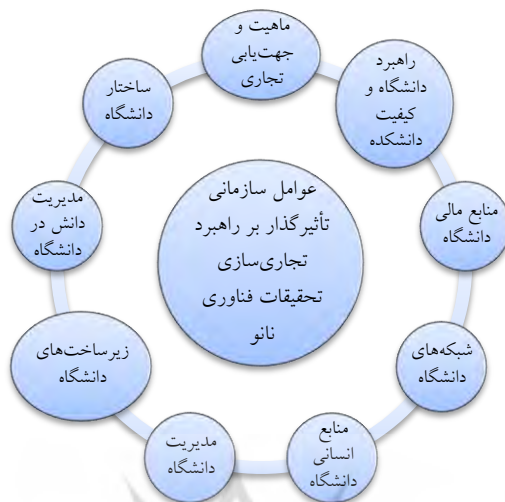 ماهیت و
جهت‌یابی
تجاری
راهبرد
دانشگاه و
کیفیت
دانشکده
منابع مالی
دانشگاه
شبکه‌های
دانشگاه
منابع
انسانی
دانشگاه
مدیریت
دانشگاه
زیرساخت‌های
دانشگاه
مدیریت
دانش در
دانشگاه
ساختار
دانشگاه
عوامل سازمانی
تأثیرگذار بر راهبرد
تجاری‌سازی
تحقیقات فناوری
نانو